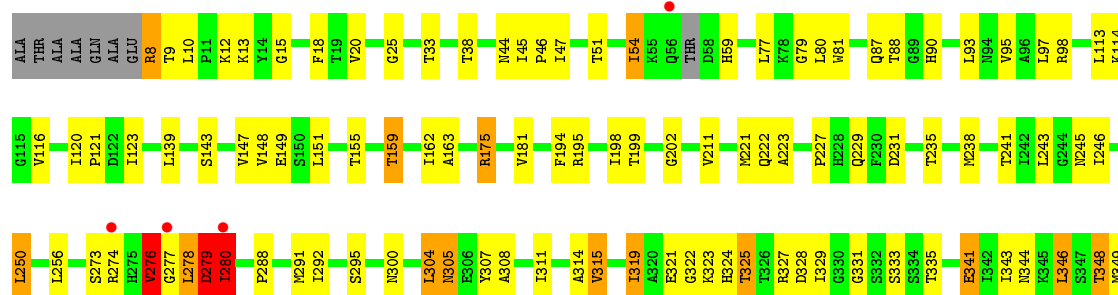 ALA THR ALA ALA ALA GLN ALA GLU R8 T9 L10 P11 K12 K13 Y14 G15 F18 T19 V20 G25 T33 T38 N44 I45 P46 I47 T51 I54 K55 Q56 THR D58 H59 L77 K78 G79 L80 W81 Q87 T88 G89 H90 L93 N94 V95 A96 L97 R98 L113 K114
G115 V116 I120 P121 D122 I123 L139 S143 V147 V148 E149 S150 L151 T155 T159 I162 A163 R175 V181 F194 R195 I198 T199 G202 V211 M221 Q222 A223 P227 H228 Q229 F230 D231 T235 M238 T241 I242 L243 G244 N245 I246
L250 L256 S273 R274 H275 V276 G277 L278 D279 I280 P288 M291 I292 S295 N300 L304 N305 E306 Y307 A308 I311 A314 V315 I319 A320 E321 G322 K323 H324 T325 T326 R327 D328 I329 G330 G331 S332 S333 S334 T335 E341 I342 I343 N344 K345 L346 S347 T348